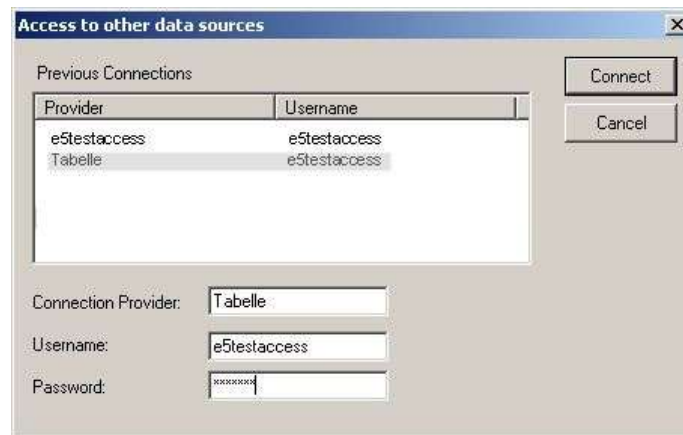 Access to other data sources
Previous Connections
Provider Username
e5testaccess e5testaccess
Tabelle e5testaccess
Connect
Cancel
Connection Provider: Tabelle
Username: e5testaccess
Password: *******